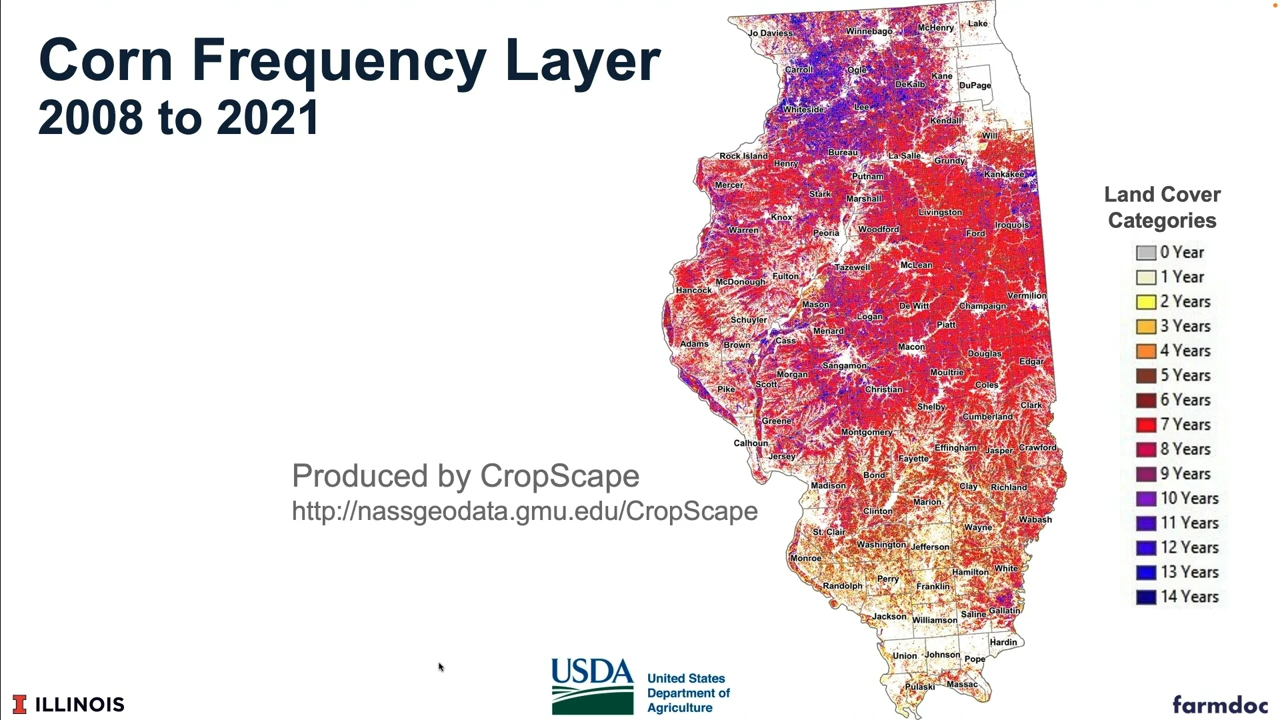 Corn Frequency Layer
2008 to 2021
Jo Daviess
Winnebago
McHenry
Lake
Carroll
Ogle
DeKalb
Kane
DuPage
Whiteside
Lee
Kendall
Will
Rock Island
Henry
Bureau
La Salle
Grundy
Kankakee
Mercer
Putnam
Stark
Marshall
Livingston
Iroquois
Knox
Warren
Peoria
Woodford
Ford
Fulton
Tazewell
McLean
McDonough
Hancock
Mason
De Witt
Champaign
Vermilion
Schuyler
Logan
Menard
Piatt
Adams
Brown
Cass
Macon
Douglas
Edgar
Sangamon
Morgan
Scott
Pike
Christian
Moultrie
Coles
Shelby
Clark
Cumberland
Greene
Calhoun
Jersey
Montgomery
Fayette
Effingham
Jasper
Crawford
Madison
Bond
Clay
Richland
Marion
Clinton
Wabash
St. Clair
Wayne
Washington
Jefferson
Monroe
Randolph
Perry
Franklin
Hamilton
White
Jackson
Williamson
Saline
Gallatin
Union
Johnson
Pope
Hardin
Pulaski
Massac
Land Cover
Categories
0 Year
1 Year
2 Years
3 Years
4 Years
5 Years
6 Years
7 Years
8 Years
9 Years
10 Years
11 Years
12 Years
13 Years
14 Years
Produced by CropScape
http://nassgeodata.gmu.edu/CropScape
I ILLINOIS
USDA
United States
Department of
Agriculture
farmdoc